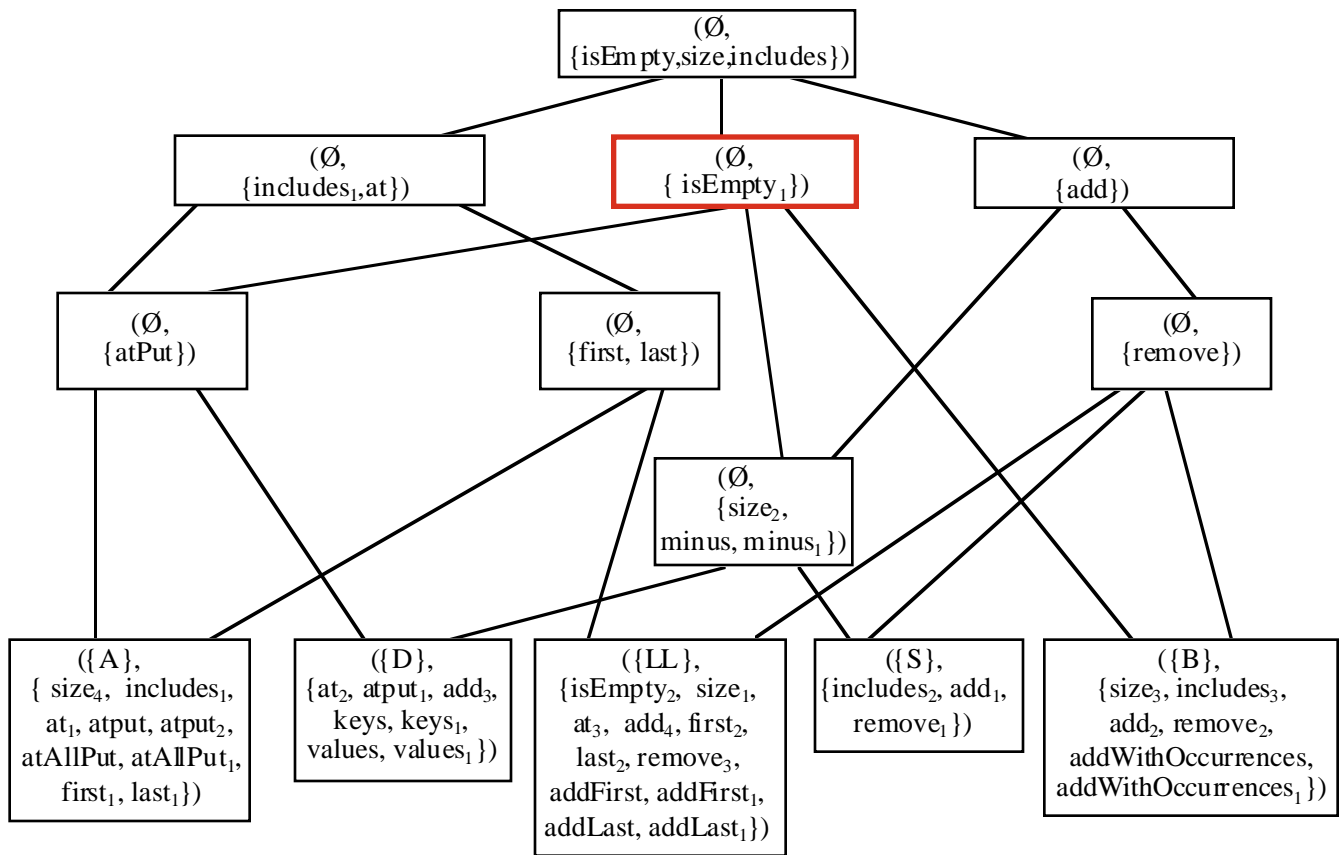 (Ø,
{isEmpty,size,includes})
(Ø,
{includes₁,at})
(Ø,
{ isEmpty₁})
(Ø,
{add})
(Ø,
{atPut})
(Ø,
{first, last})
(Ø,
{remove})
(Ø,
{size₂,
minus, minus₁})
({A},
{ size₄, includes₁,
at₁, atput, atput₂,
atAllPut, atAllPut₁,
first₁, last₁})
({D},
{at₂, atput₁, add₃,
keys, keys₁,
values, values₁})
({LL},
{isEmpty₂, size₁,
at₃, add₄, first₂,
last₂, remove₃,
addFirst, addFirst₁,
addLast, addLast₁})
({S},
{includes₂, add₁,
remove₁})
({B},
{size₃, includes₃,
add₂, remove₂,
addWithOccurrences,
addWithOccurrences₁})